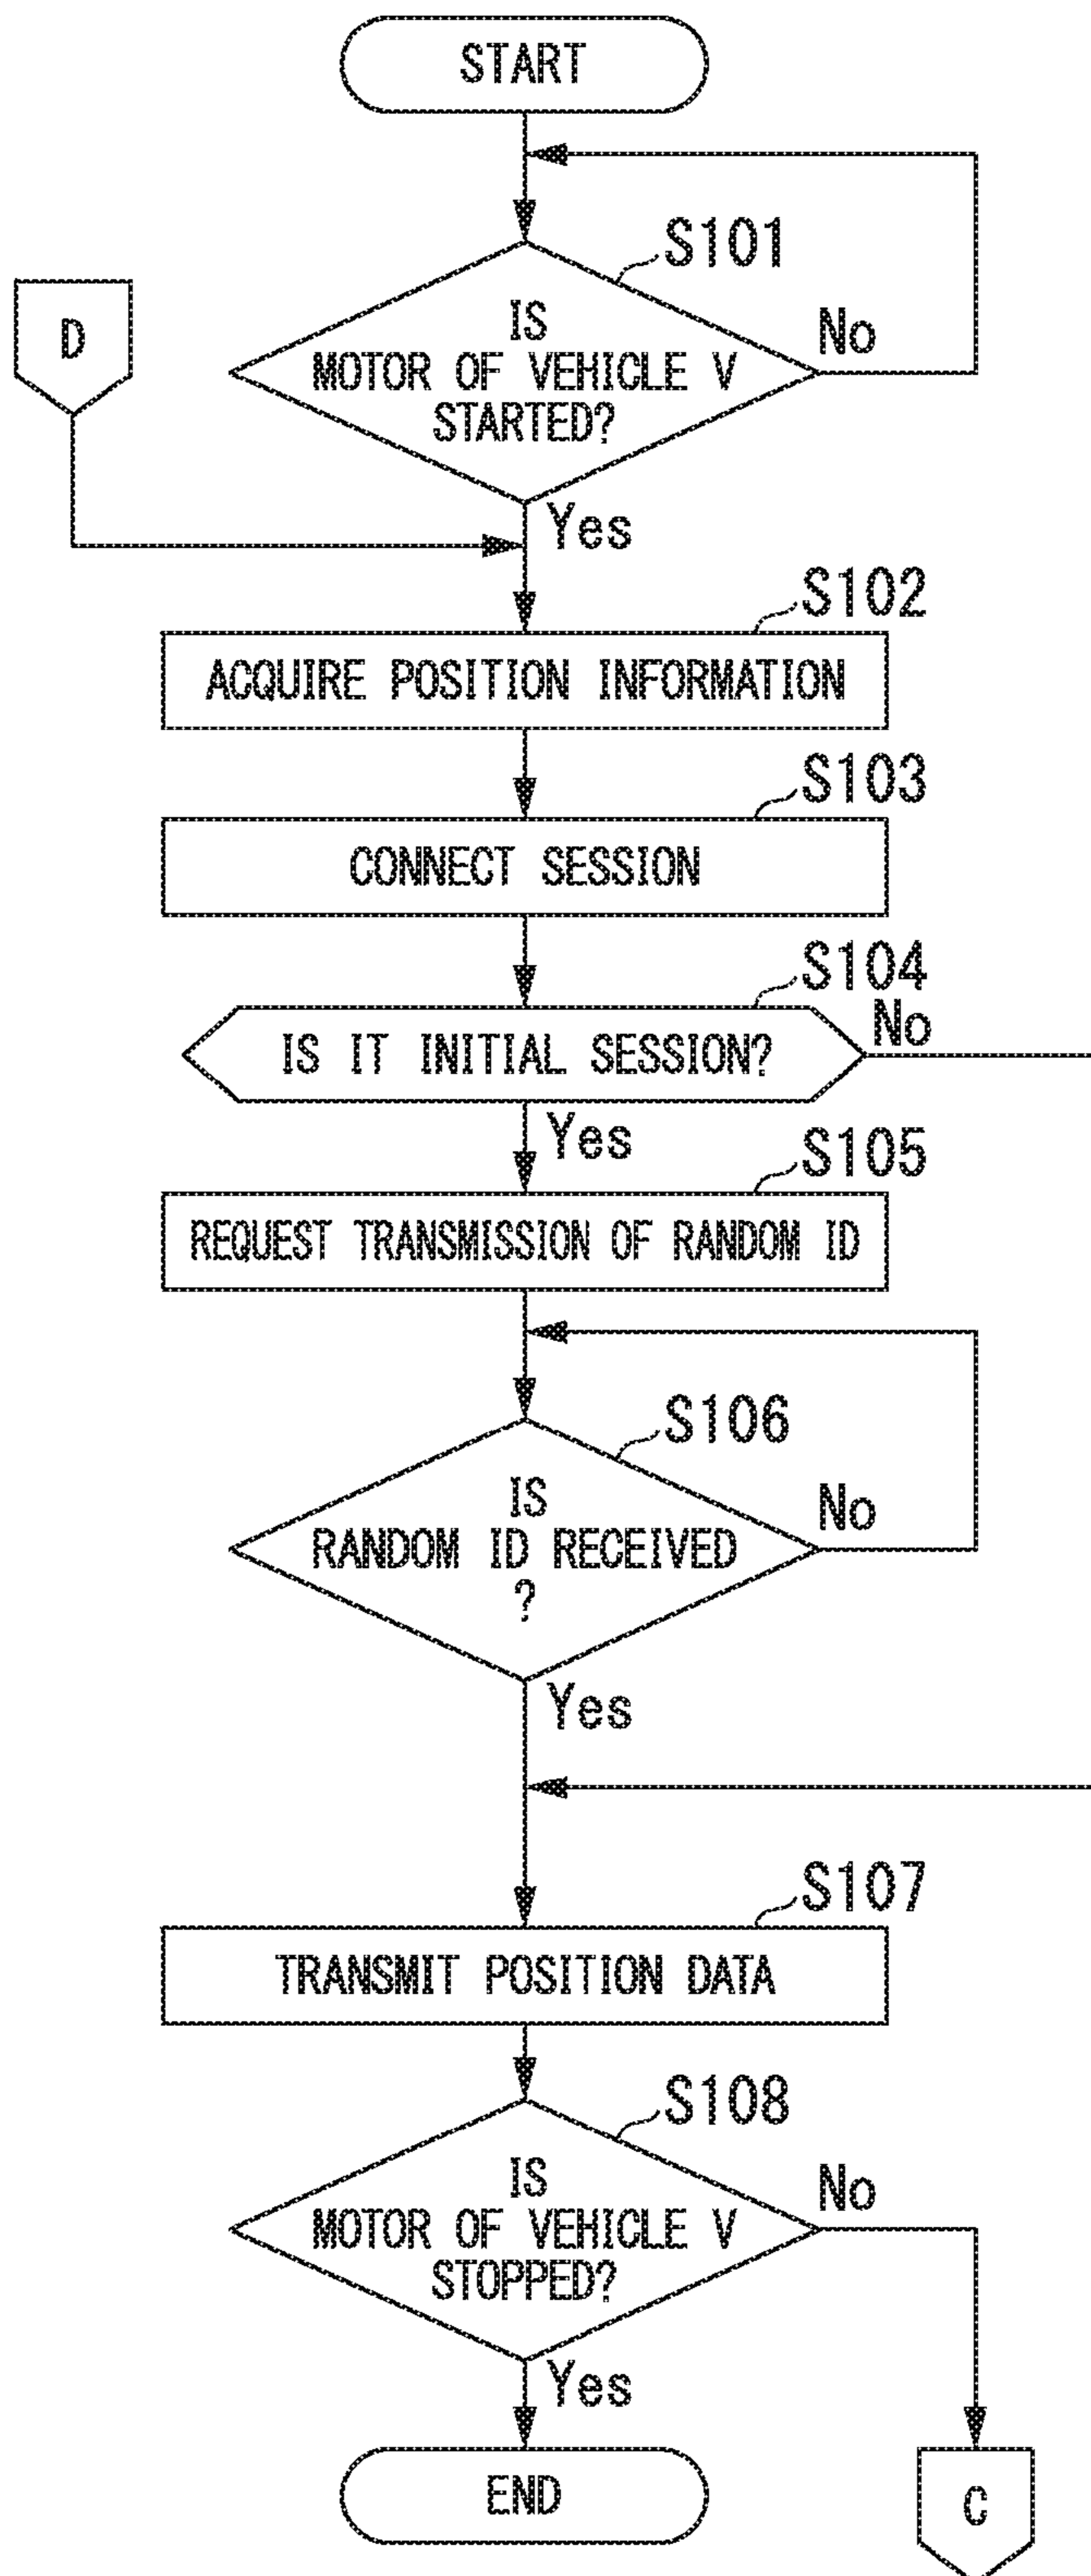 START
S101
D
IS
MOTOR OF VEHICLE V
STARTED?
No
Yes
S102
ACQUIRE POSITION INFORMATION
S103
CONNECT SESSION
S104
IS IT INITIAL SESSION?
No
Yes
S105
REQUEST TRANSMISSION OF RANDOM ID
S106
IS
RANDOM ID RECEIVED
?
No
Yes
S107
TRANSMIT POSITION DATA
S108
IS
MOTOR OF VEHICLE V
STOPPED?
No
Yes
END
C